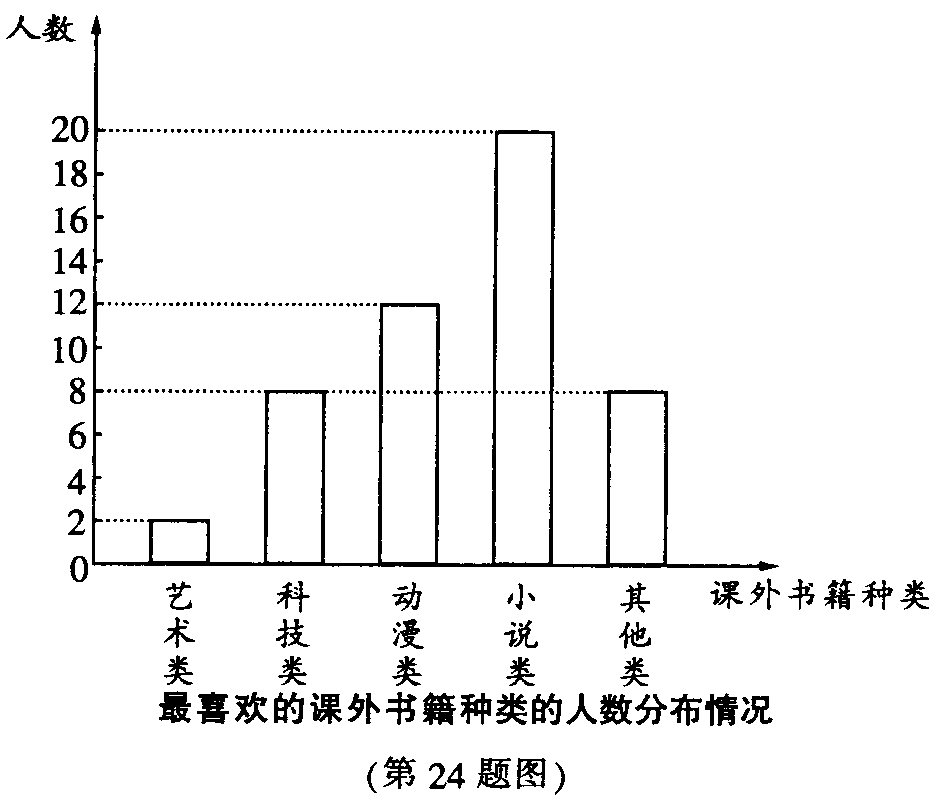 人数
20
18
16
14
12
10
8
6
4
2
0
艺术类
科技类
动漫类
小说类
其他类
课外书籍种类
最喜欢的课外书籍种类的人数分布情况
(第 24 题图)